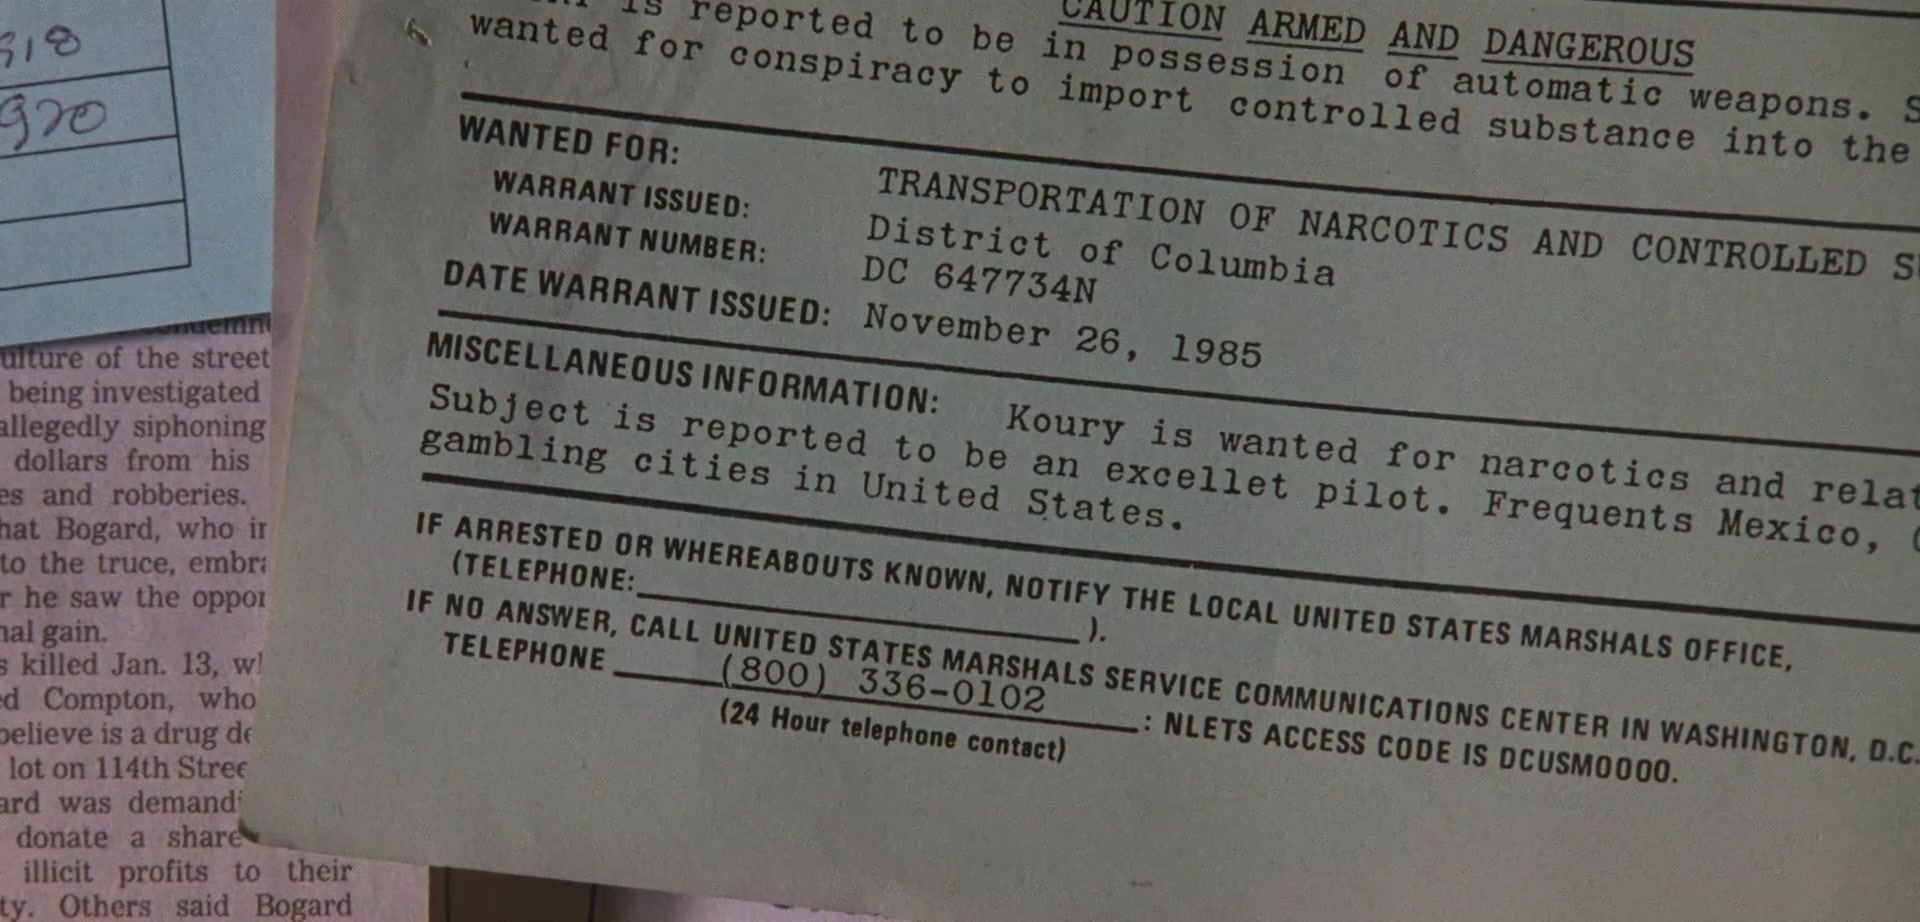 918
920
ulture of the street
being investigated
allegedly siphoning
dollars from his
es and robberies.
hat Bogard, who
to the truce,
r he saw the
nal gain.
s killed Jan. 13,
ed Compton, who
believe is a drug
lot on 114th
ard was
donate a share
illicit profits to their
ty. Others said Bogard
CAUTION ARMED AND DANGEROUS
is reported to be in possession of automatic weapons. S
wanted for conspiracy to import controlled substance into the
WANTED FOR: TRANSPORTATION OF NARCOTICS AND CONTROLLED S
WARRANT ISSUED: District of Columbia
WARRANT NUMBER: DC 647734N
DATE WARRANT ISSUED: November 26, 1985
MISCELLANEOUS INFORMATION: Koury is wanted for narcotics and relat
Subject is reported to be an excellet pilot. Frequents Mexico,
gambling cities in United States.
IF ARRESTED OR WHEREABOUTS KNOWN, NOTIFY THE LOCAL UNITED STATES MARSHALS OFFICE,
(TELEPHONE: ).
IF NO ANSWER, CALL UNITED STATES MARSHALS SERVICE COMMUNICATIONS CENTER IN WASHINGTON, D.C.
TELEPHONE (800) 336-0102 : NLETS ACCESS CODE IS DCUSM0000.
(24 Hour telephone contact)